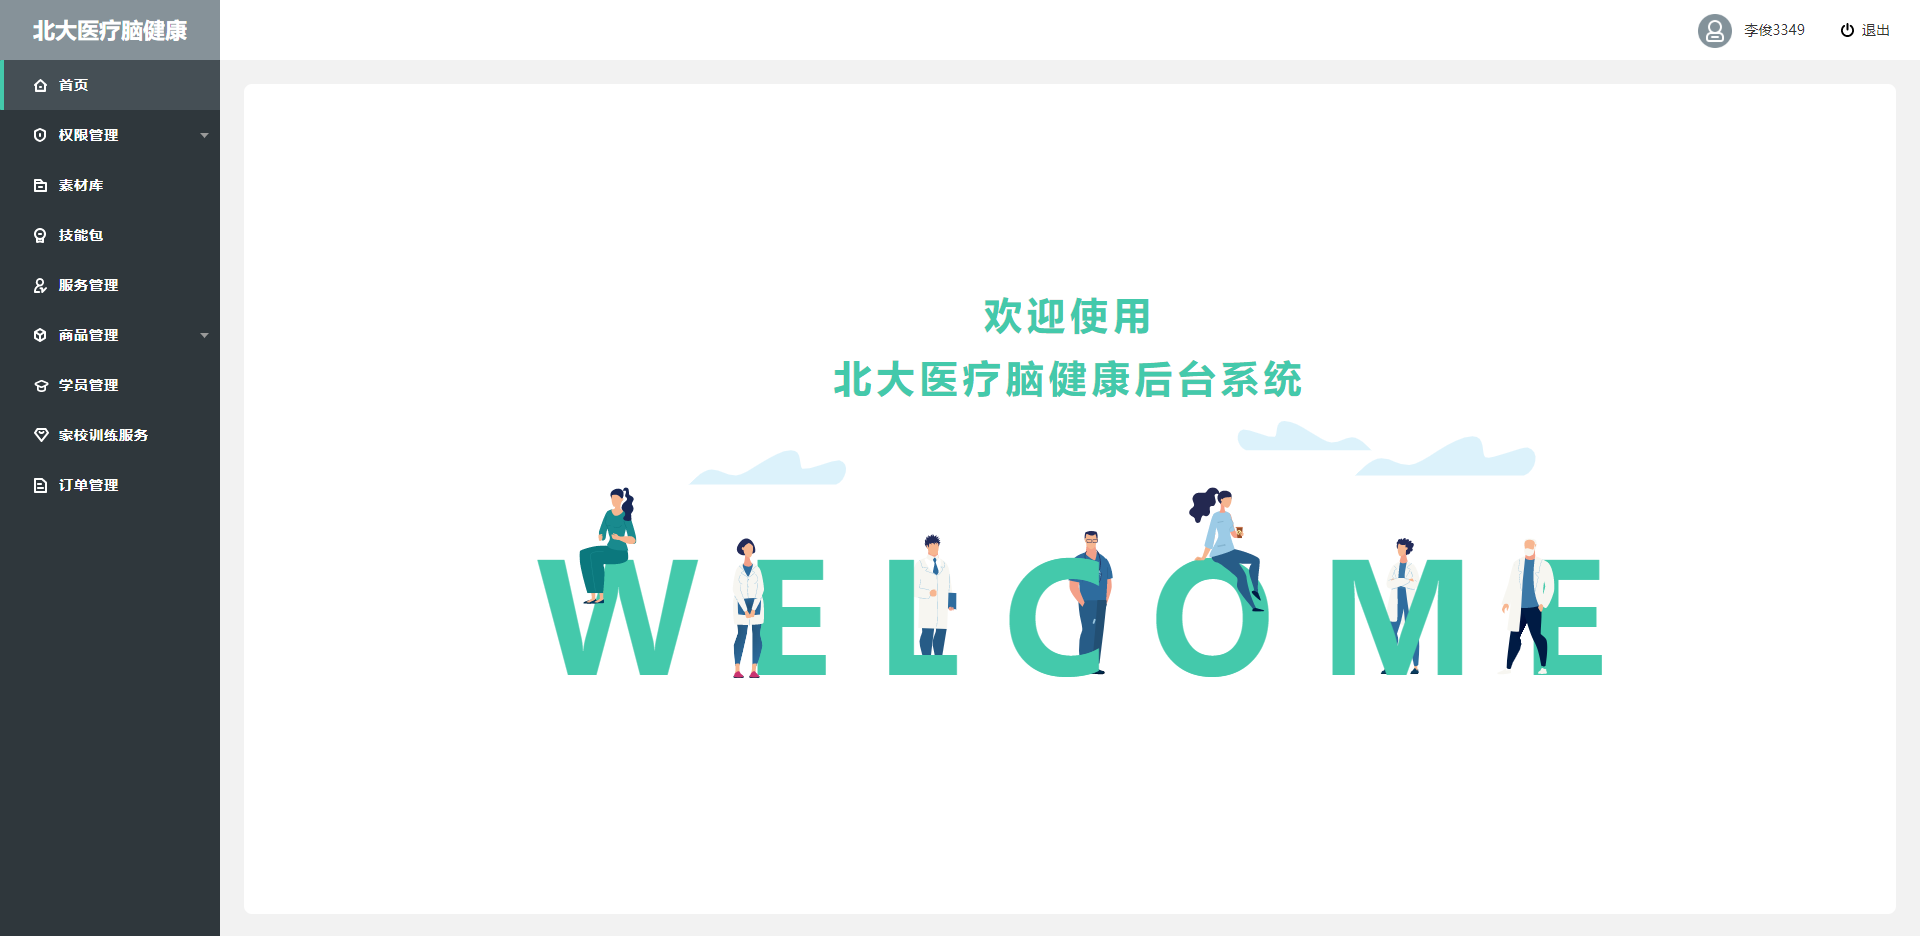 北大医疗脑健康
李俊3349
退出
首页
权限管理
素材库
技能包
服务管理
商品管理
学员管理
家校训练服务
订单管理
欢迎使用
北大医疗脑健康后台系统
WELCOME